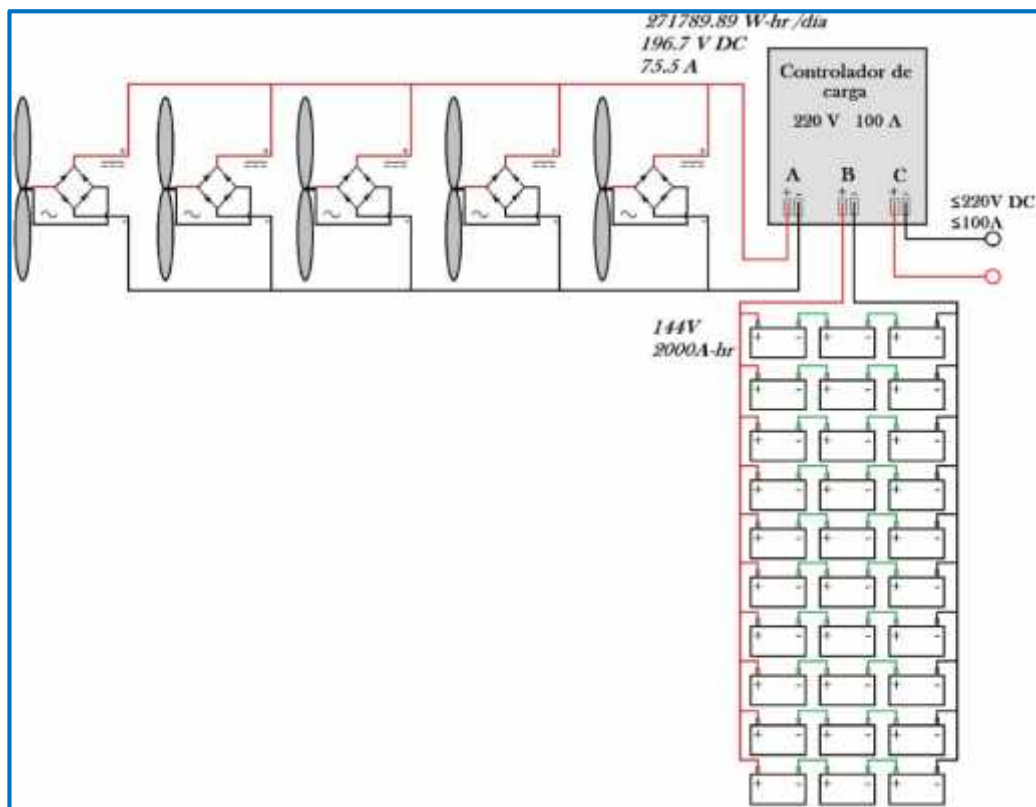 271789.89 W-hr /día
196.7 V DC
75.5 A
Controlador de
carga
220 V 100 A
A B C
+ - + - + -
≤220V DC
≤100A
144V
2000A-hr
+ - + - + -
+ - + - + -
+ - + - + -
+ - + - + -
+ - + - + -
+ - + - + -
+ - + - + -
+ - + - + -
+ - + - + -
+ - + - + -